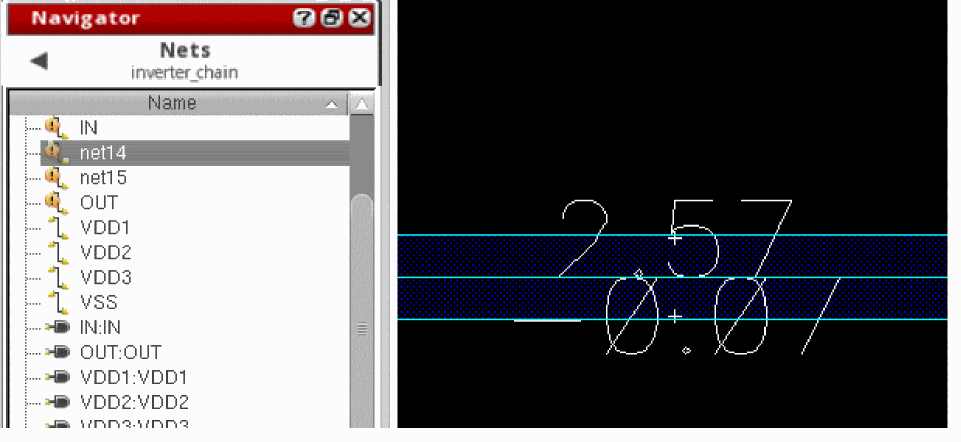 Navigator
Nets
inverter_chain
Name
IN
net14
net15
OUT
VDD1
VDD2
VDD3
VSS
IN:IN
OUT:OUT
VDD1:VDD1
VDD2:VDD2
VDD3:VDD3
2.57
-0.07